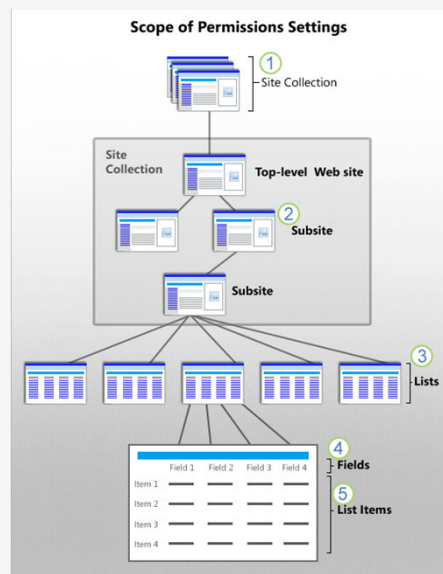 Scope of Permissions Settings
1
Site Collection
Site
Collection
Top-level Web site
2
Subsite
Subsite
3
Lists
4
Field 1 Field 2 Field 3 Field 4
Fields
5
Item 1
List Items
Item 2
Item 3
Item 4